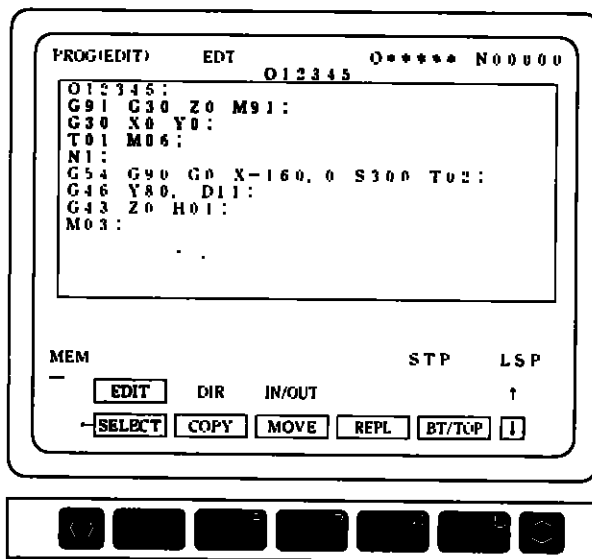 PROG(EDIT) EDT O***** N00000
O12345
O12345;
G91 G30 Z0 M91;
G30 X0 Y0;
T01 M06;
N1;
G54 G90 G0 X-160.0 S300 T02;
G46 Y80. D11;
G43 Z0 H01;
M03;
MEM STP LSP
EDIT DIR IN/OUT ↑
SELECT COPY MOVE REPL BT/TOP ↓